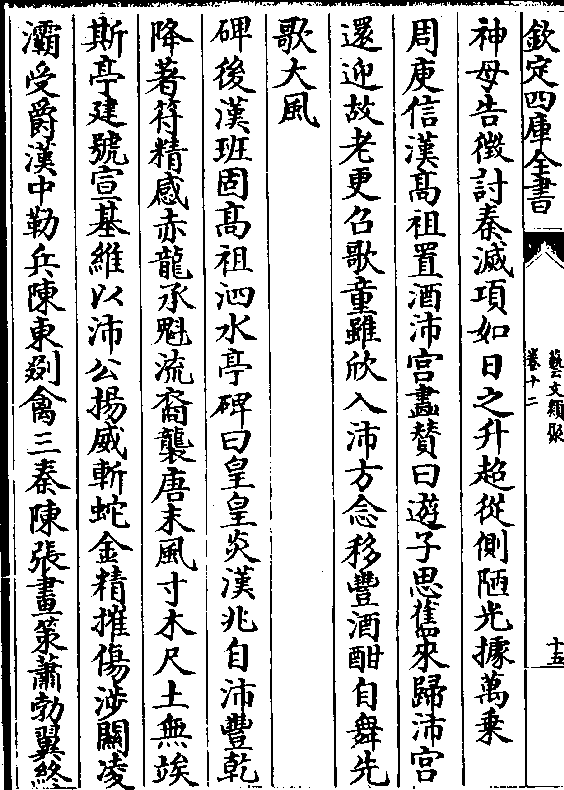 欽定四庫全書
藝文類聚
卷十二
十五
神母告徵討秦滅項如日之升超從側陋光據萬乗
周庾信漢髙祖置酒沛宫畫賛曰遊子思舊來歸沛宫
還迎故老更召歌童雖欣入沛方念移豐酒酣自舞先
歌大風
碑後漢班固髙祖泗水亭碑曰皇皇炎漢兆自沛豐乾
降著符精感赤龍承魁流裔襲唐末風寸木尺土無竢
斯亭建號宣基維以沛公揚威斬蛇金精摧傷涉關凌
灞受爵漢中勒兵陳東剟禽三秦陳張畫策蕭勃翼終